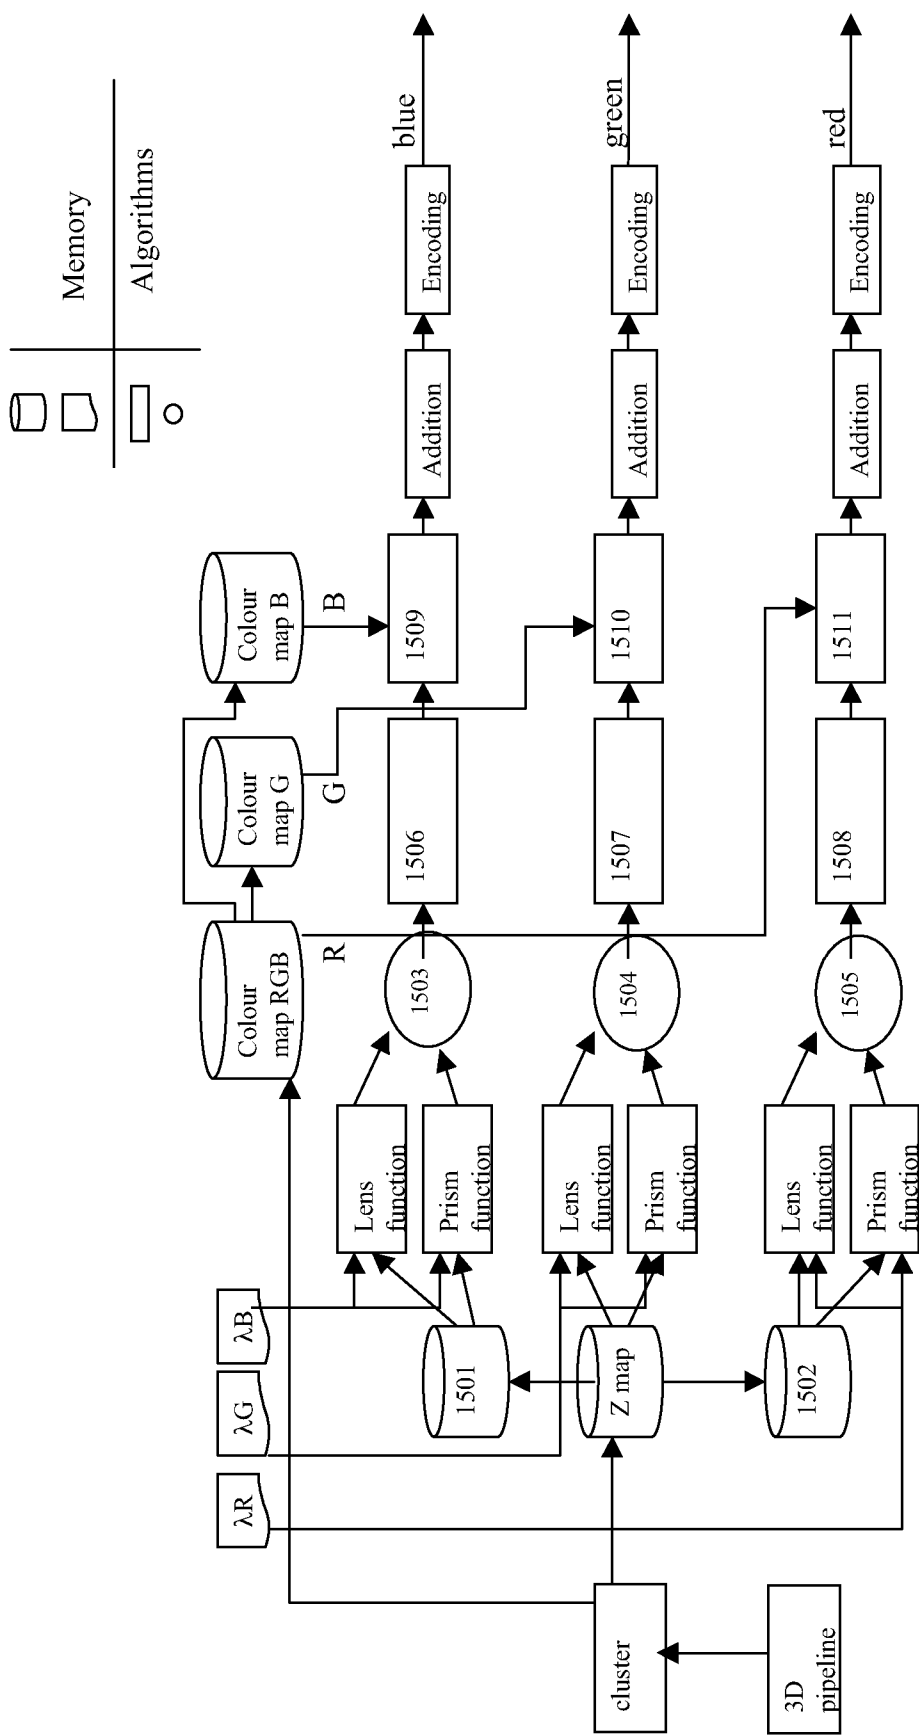 Memory
Algorithms
λR
λG
λB
Colour
map RGB
Colour
map G
Colour
map B
R
G
B
1501
Lens
function
Prism
function
1503
1506
1509
Addition
Encoding
blue
cluster
Z map
Lens
function
Prism
function
1504
1507
1510
Addition
Encoding
green
3D
pipeline
1502
Lens
function
Prism
function
1505
1508
1511
Addition
Encoding
red